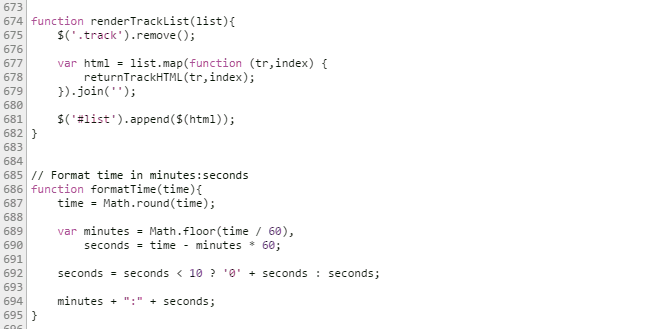 673
674 function renderTrackList(list){
675     $('.track').remove();
676
677     var html = list.map(function (tr,index) {
678         returnTrackHTML(tr,index);
679     }).join('');
680
681     $('#list').append($(html));
682 }
683
684
685 // Format time in minutes:seconds
686 function formatTime(time){
687     time = Math.round(time);
688
689     var minutes = Math.floor(time / 60),
690         seconds = time - minutes * 60;
691
692     seconds = seconds < 10 ? '0' + seconds : seconds;
693
694     minutes + ":" + seconds;
695 }
696